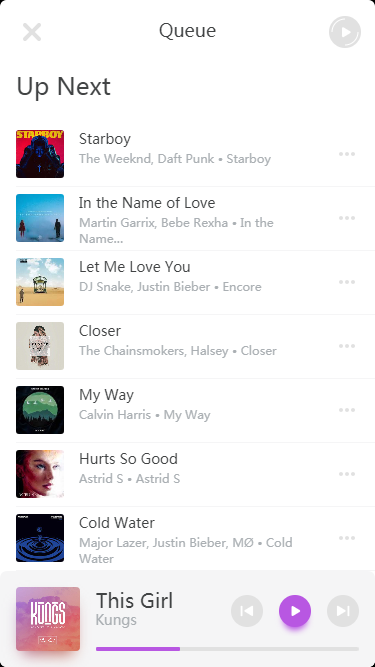 Queue
Up Next
STARBOY
Starboy
The Weeknd, Daft Punk • Starboy
In the Name of Love
Martin Garrix, Bebe Rexha • In the
Name...
Let Me Love You
DJ Snake, Justin Bieber • Encore
Closer
The Chainsmokers, Halsey • Closer
My Way
Calvin Harris • My Way
Hurts So Good
Astrid S • Astrid S
Cold Water
Major Lazer, Justin Bieber, MØ • Cold
Water
KUNGS
This Girl
Kungs